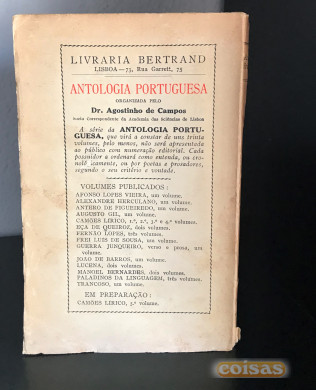 LIVRARIA BERTRAND
LISBOA — 73, Rua Garrett, 75
ANTOLOGIA PORTUGUESA
ORGANIZADA PELO
Dr. Agostinho de Campos
Sócio Correspondente da Academia das Sciências de Lisboa
A série da ANTOLOGIA PORTU-
GUESA, que virá a constar de uns trinta
volumes, pelo menos, não será apresentada
ao público com numeração editorial. Cada
possuidor a ordenará como entenda, ou cro-
nològicamente, ou por poetas e prosadores,
segundo o seu critério e vontade.
VOLUMES PUBLICADOS:
AFONSO LOPES VIEIRA, um volume.
ALEXANDRE HERCULANO, um volume.
ANTERO DE FIGUEIREDO, um volume.
AUGUSTO GIL, um volume.
CAMÕES LÍRICO, 1.º, 2.º, 3.º e 4.º volumes.
EÇA DE QUEIROZ, dois volumes.
FERNÃO LOPES, três volumes.
FREI LUÍS DE SOUSA, um volume.
GUERRA JUNQUEIRO, verso e prosa, um
volume.
JOÃO DE BARROS, um volume.
LUCENA, dois volumes.
MANOEL BERNARDES, dois volumes.
PALADINOS DA LINGUAGEM, três volumes.
TRANCOSO, um volume.
EM PREPARAÇÃO:
CAMÕES LÍRICO, 5.º volume.
coisas